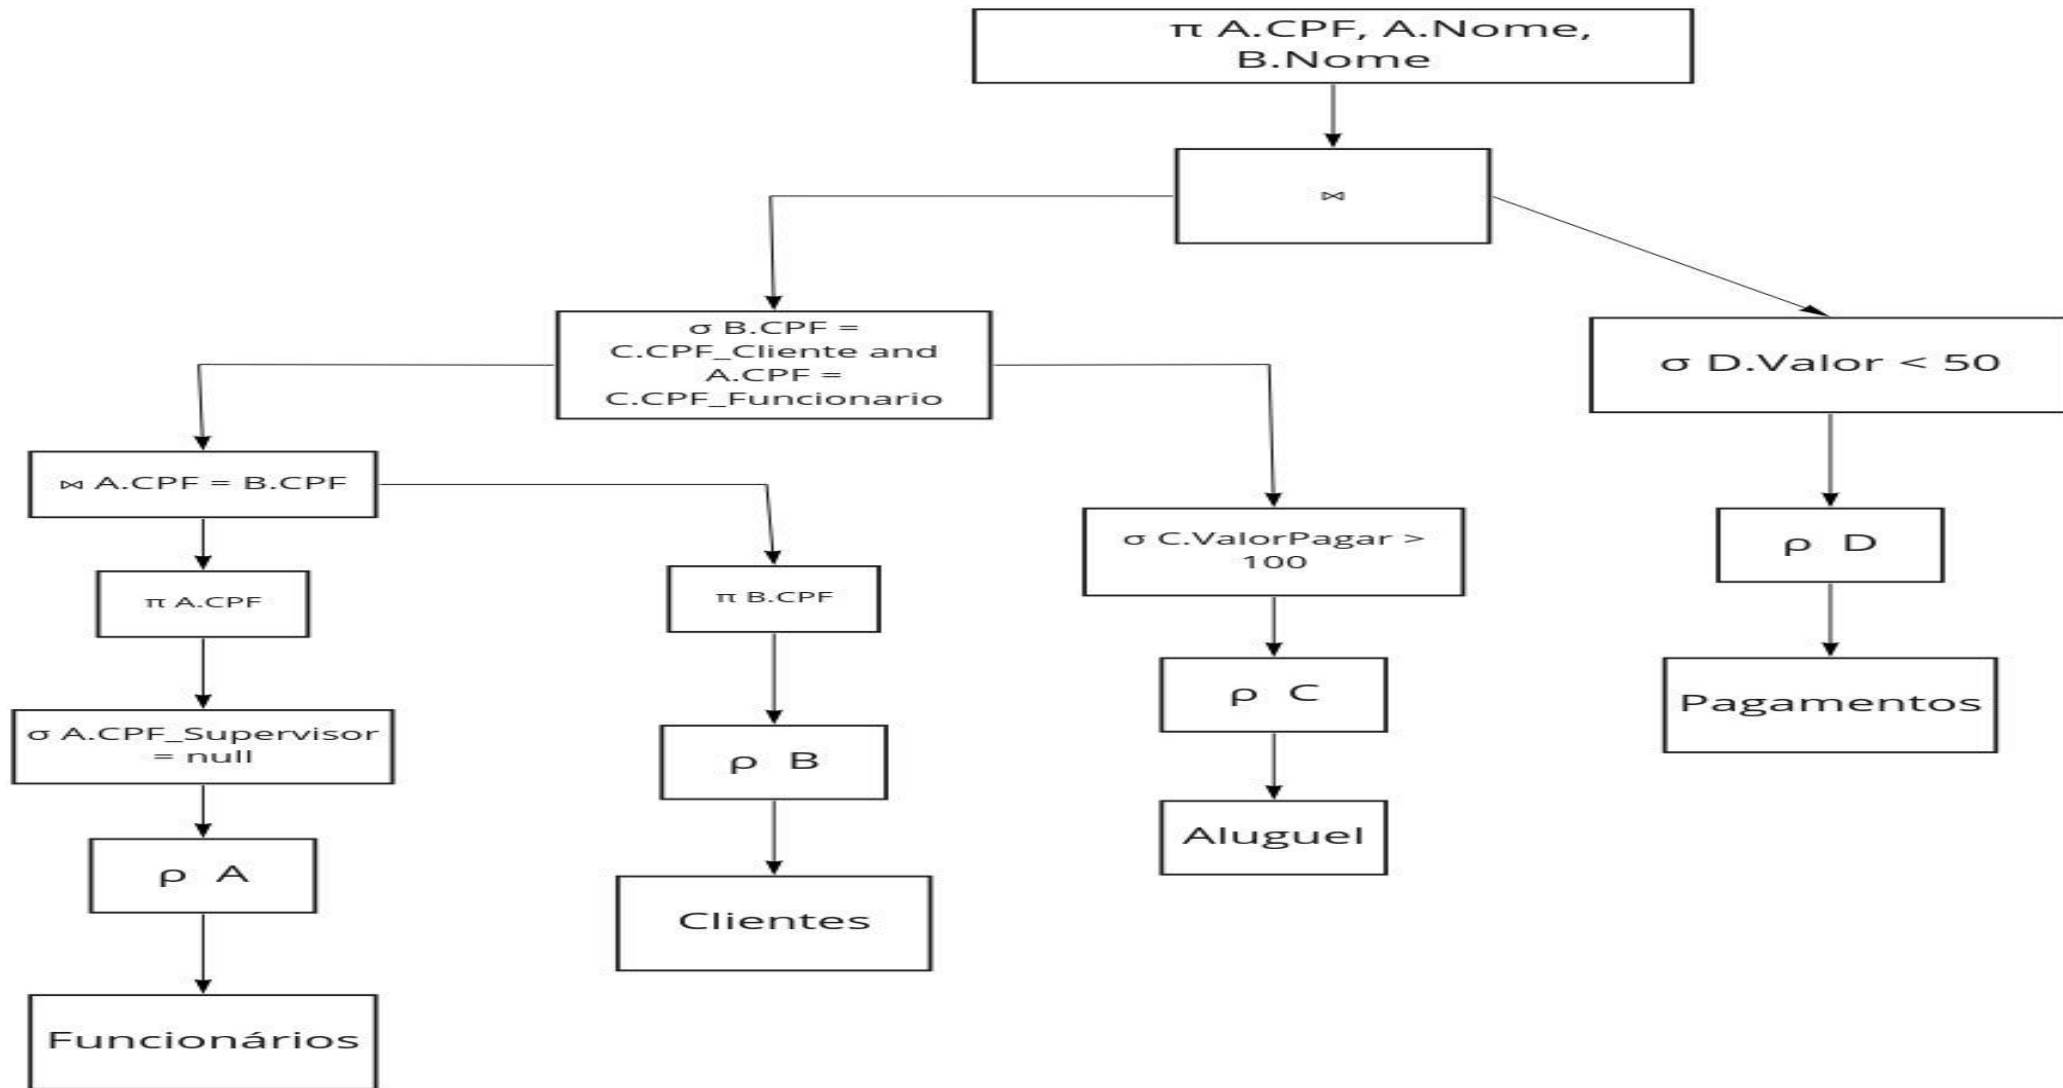 π A.CPF, A.Nome,
B.Nome
⋈
σ B.CPF =
C.CPF_Cliente and
A.CPF =
C.CPF_Funcionario
σ D.Valor < 50
⋈ A.CPF = B.CPF
σ C.ValorPagar >
100
ρ D
π A.CPF
π B.CPF
ρ C
Pagamentos
σ A.CPF_Supervisor
= null
ρ B
Aluguel
ρ A
Clientes
Funcionários